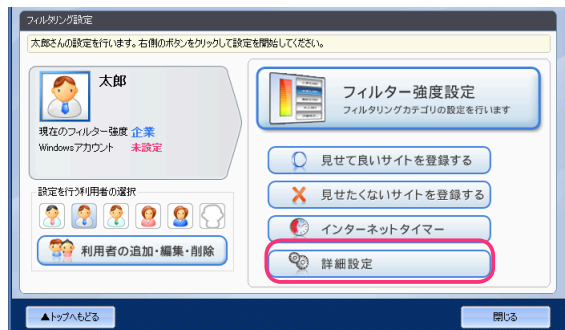 フィルタリング設定
太郎さんの設定を行います。右側のボタンをクリックして設定を開始してください。
太郎
現在のフィルター強度 企業
Windowsアカウント 未設定
設定を行う利用者の選択
利用者の追加・編集・削除
フィルター強度設定
フィルタリングカテゴリの設定を行います
見せて良いサイトを登録する
見せたくないサイトを登録する
インターネットタイマー
詳細設定
▲トップへもどる
閉じる